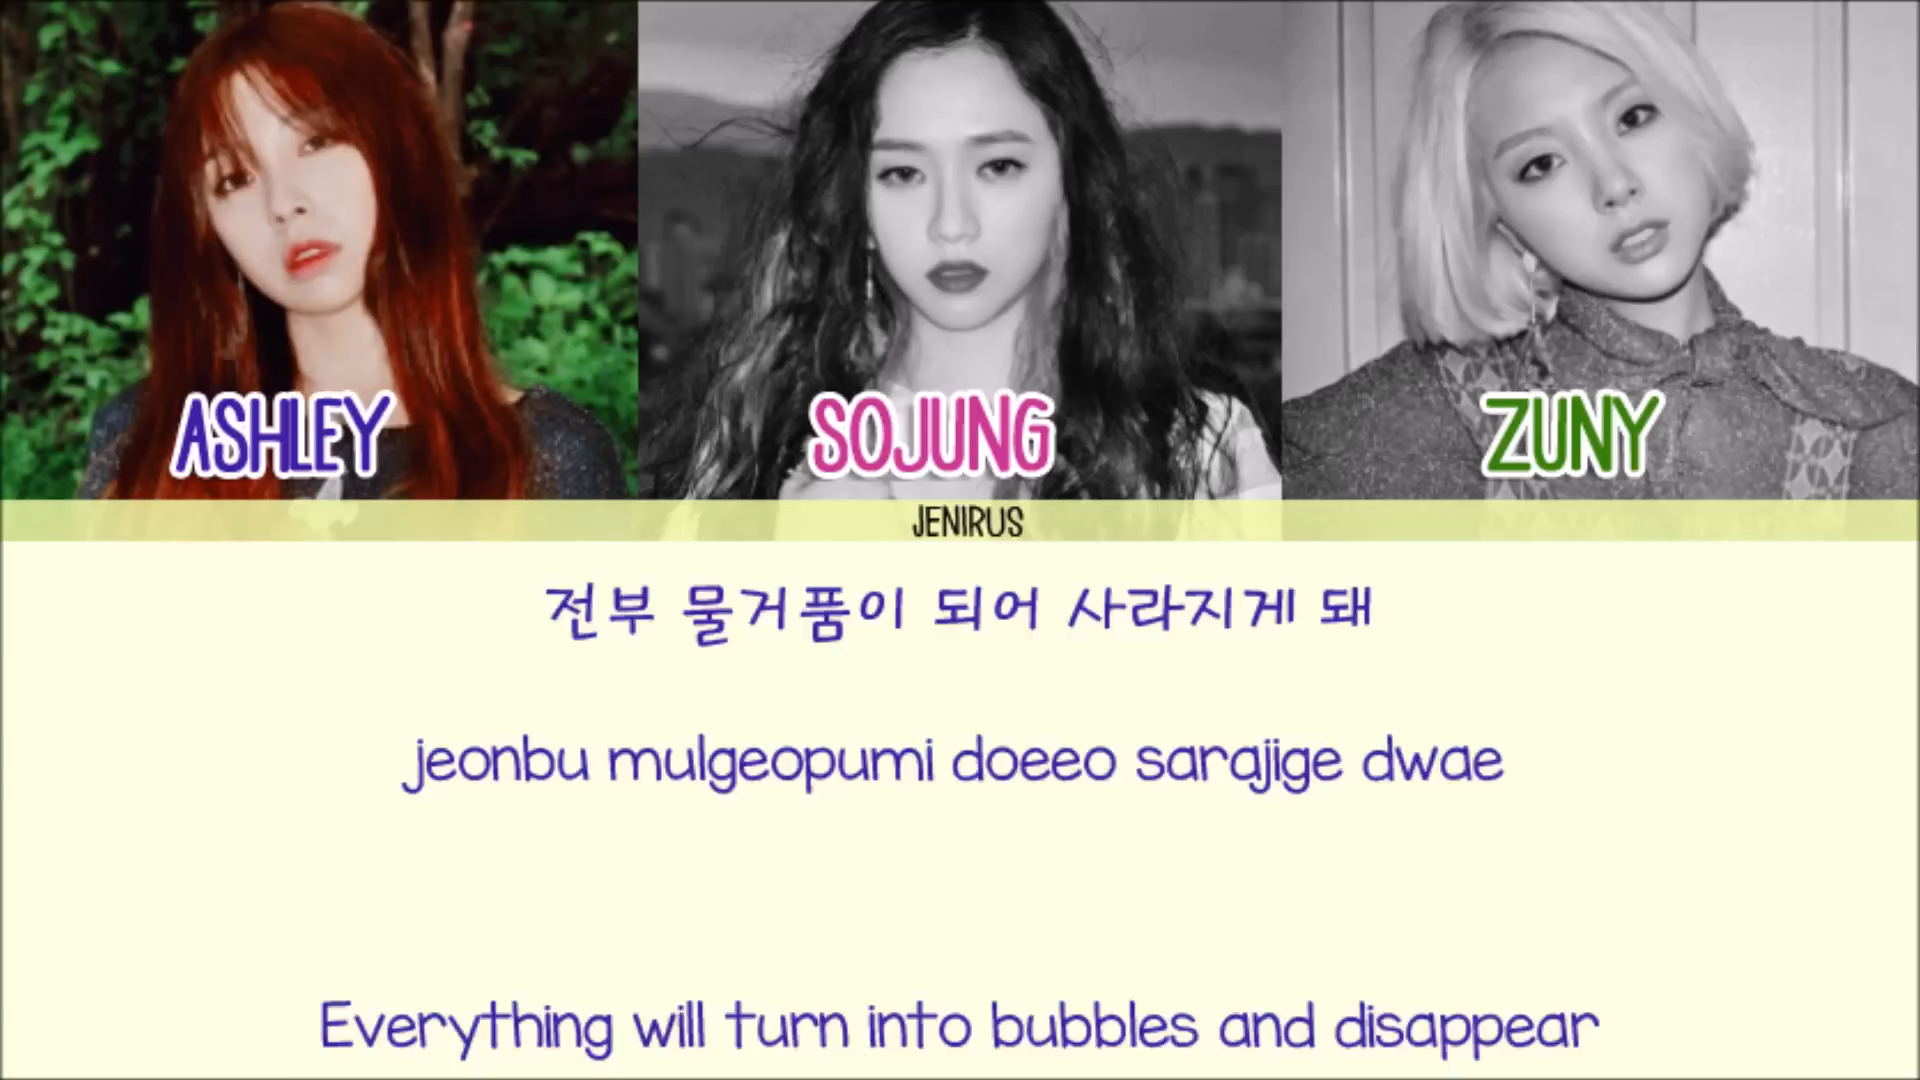 ASHLEY SOJUNG ZUNY
JENIRUS
전부 물거품이 되어 사라지게 돼
jeonbu mulgeopumi doeeo sarajige dwae
Everything will turn into bubbles and disappear